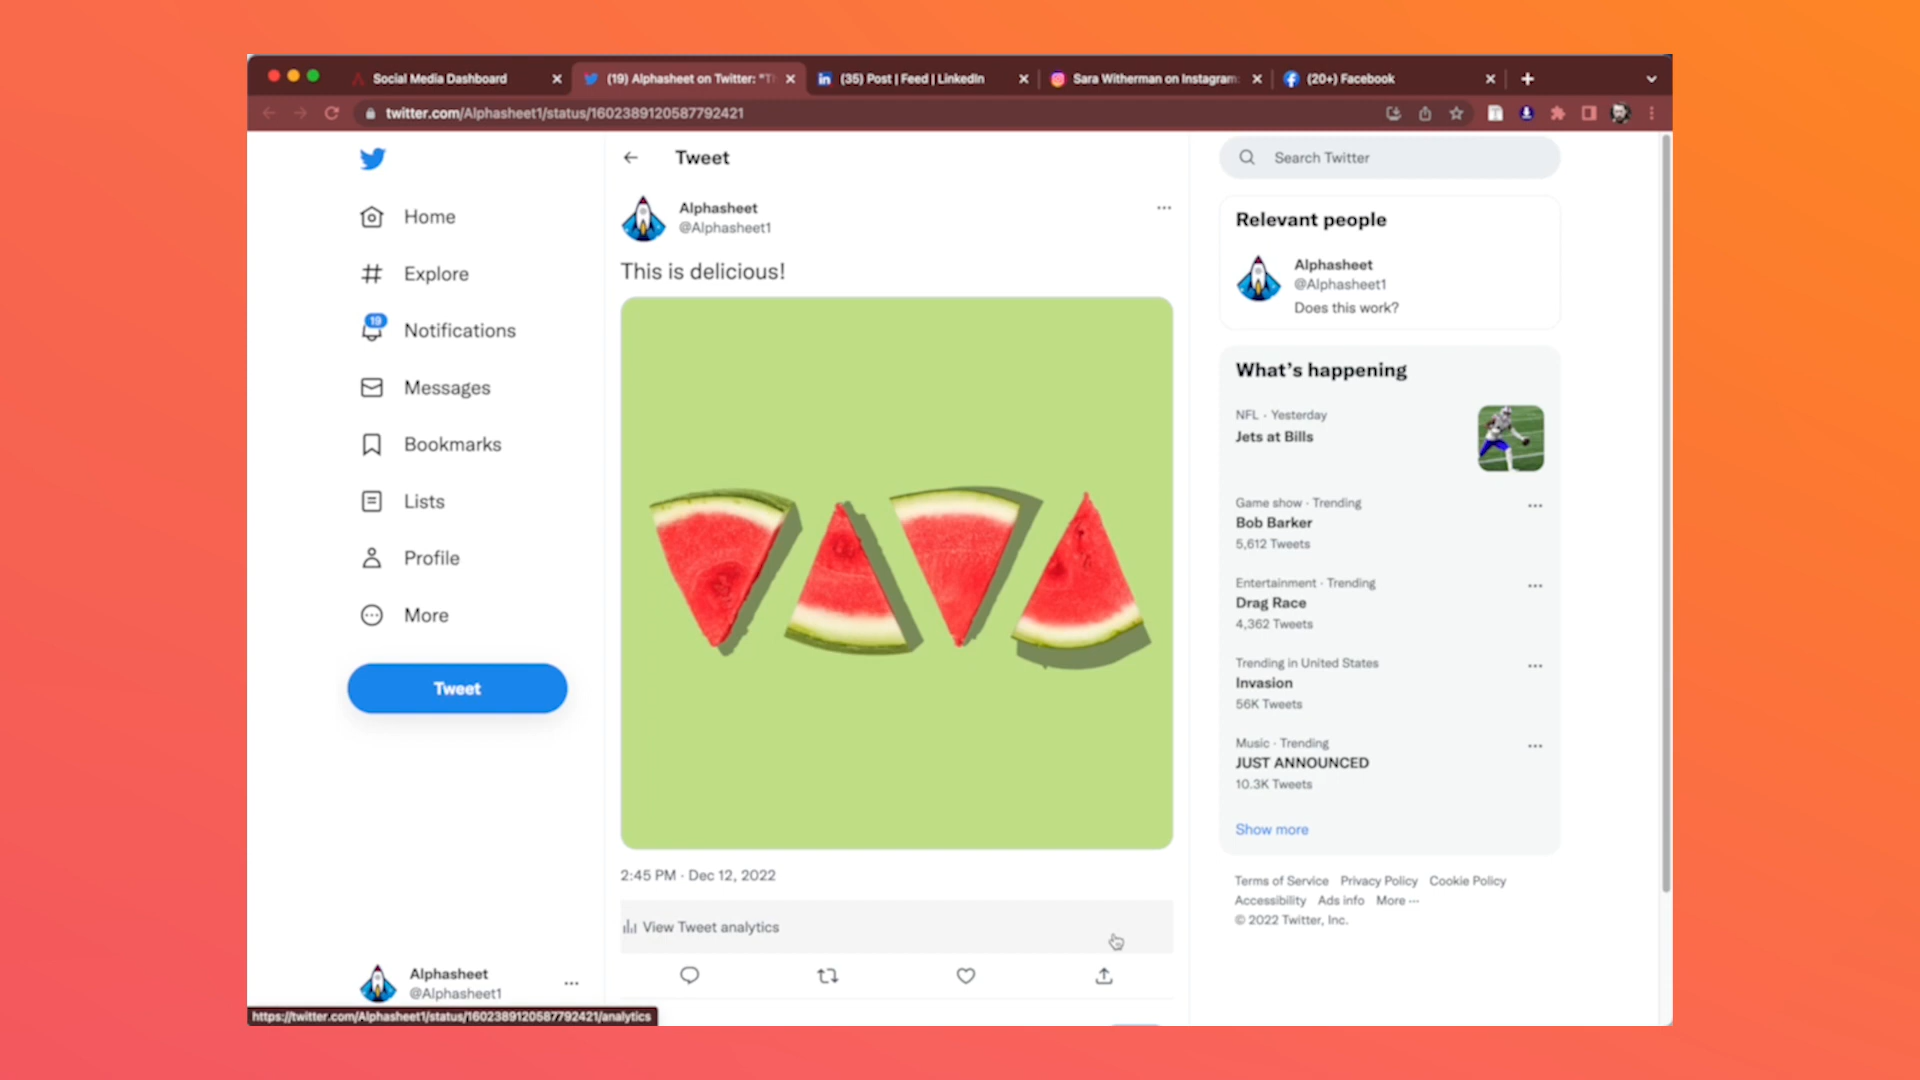 Social Media Dashboard
(19) Alphasheet on Twitter: "Th
(35) Post | Feed | LinkedIn
Sara Witherman on Instagram:
(20+) Facebook
twitter.com/Alphasheet1/status/1602389120587792421
Home
Explore
19
Notifications
Messages
Bookmarks
Lists
Profile
More
Tweet
Alphasheet
@Alphasheet1
Tweet
Alphasheet
@Alphasheet1
This is delicious!
2:45 PM · Dec 12, 2022
View Tweet analytics
Search Twitter
Relevant people
Alphasheet
@Alphasheet1
Does this work?
What's happening
NFL · Yesterday
Jets at Bills
Game show · Trending
Bob Barker
5,612 Tweets
Entertainment · Trending
Drag Race
4,362 Tweets
Trending in United States
Invasion
56K Tweets
Music · Trending
JUST ANNOUNCED
10.3K Tweets
Show more
Terms of Service Privacy Policy Cookie Policy
Accessibility Ads info More ···
© 2022 Twitter, Inc.
https://twitter.com/Alphasheet1/status/1602389120587792421/analytics